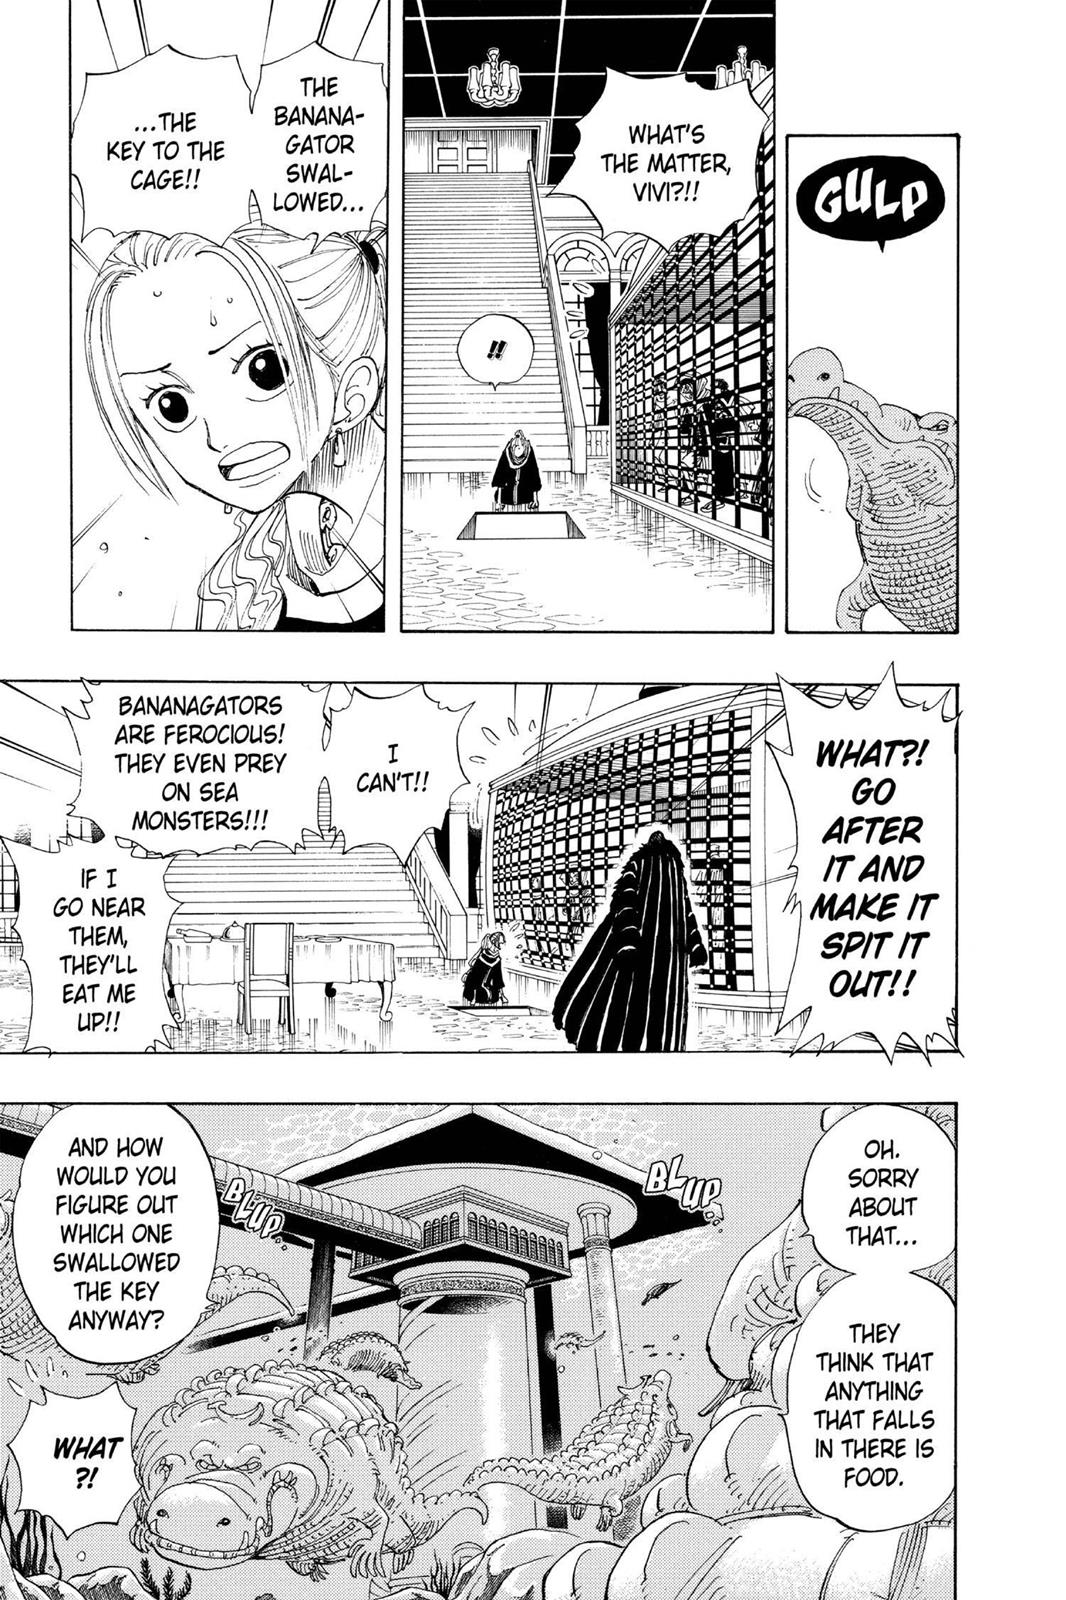 GULP
WHAT'S
THE MATTER,
VIVI?!!
!!
THE
BANANA-
GATOR
SWAL-
LOWED...
...THE
KEY TO THE
CAGE!!
WHAT?!
GO
AFTER
IT AND
MAKE IT
SPIT IT
OUT!!
I
CAN'T!!
BANANAGATORS
ARE FEROCIOUS!
THEY EVEN PREY
ON SEA
MONSTERS!!!
IF I
GO NEAR
THEM,
THEY'LL
EAT ME
UP!!
OH.
SORRY
ABOUT
THAT...
THEY
THINK THAT
ANYTHING
THAT FALLS
IN THERE IS
FOOD.
BLUP
BLUP...
AND HOW
WOULD YOU
FIGURE OUT
WHICH ONE
SWALLOWED
THE KEY
ANYWAY?
WHAT
?!